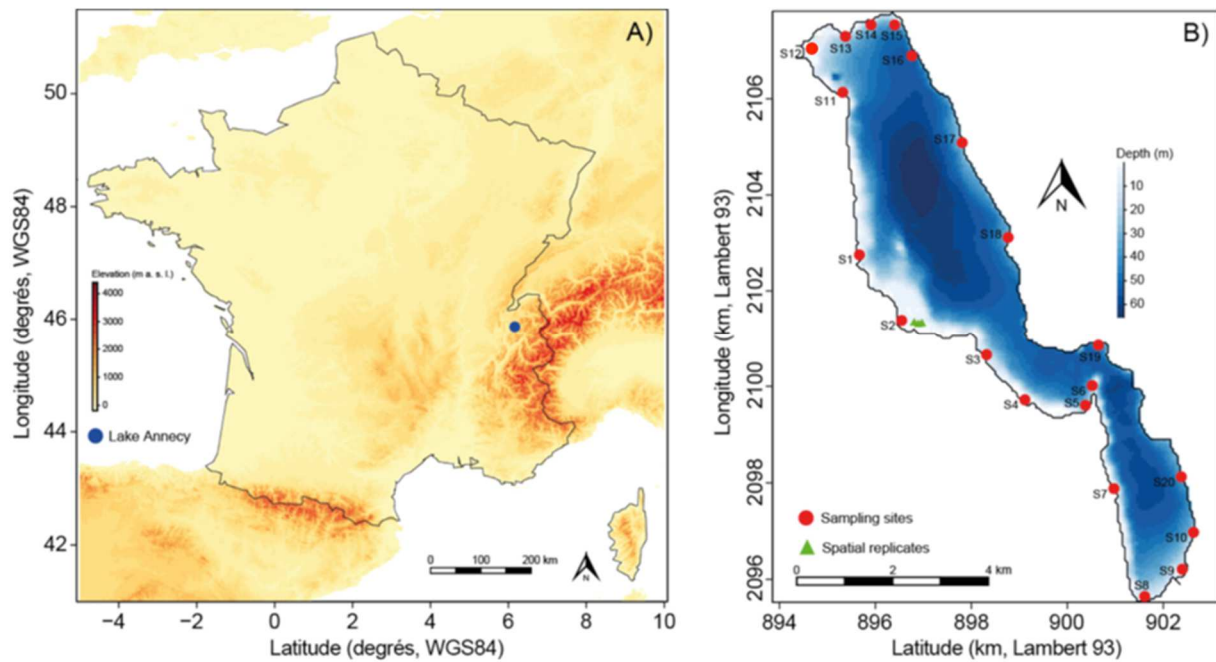 A)
50
48
46
44
42
Longitude (degrés, WGS84)
Elevation (m a. s. l.)
4000
3000
2000
1000
0
Lake Annecy
0 100 200 km
N
−4 −2 0 2 4 6 8 10
Latitude (degrés, WGS84)
B)
2106
2104
2102
2100
2098
2096
Longitude (km, Lambert 93)
S14 S15
S13
S12
S16
S11
S17
Depth (m)
10
20
30
40
50
60
N
S18
S1
S2
S3
S19
S6
S4
S5
S7
S20
S10
S9
S8
Sampling sites
Spatial replicates
0 2 4 km
894 896 898 900 902
Latitude (km, Lambert 93)